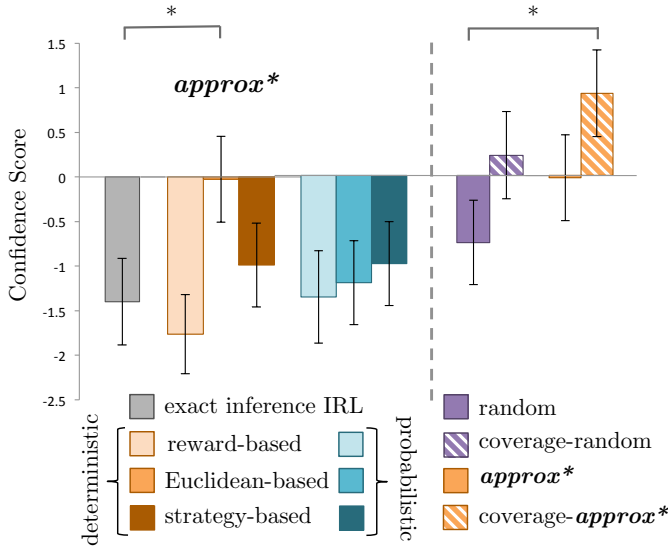 *
*
1.5
1
0.5
0
-0.5
-1
-1.5
-2
-2.5
Confidence Score
approx*
exact inference IRL
deterministic
reward-based
Euclidean-based
strategy-based
probabilistic
random
coverage-random
approx*
coverage-approx*